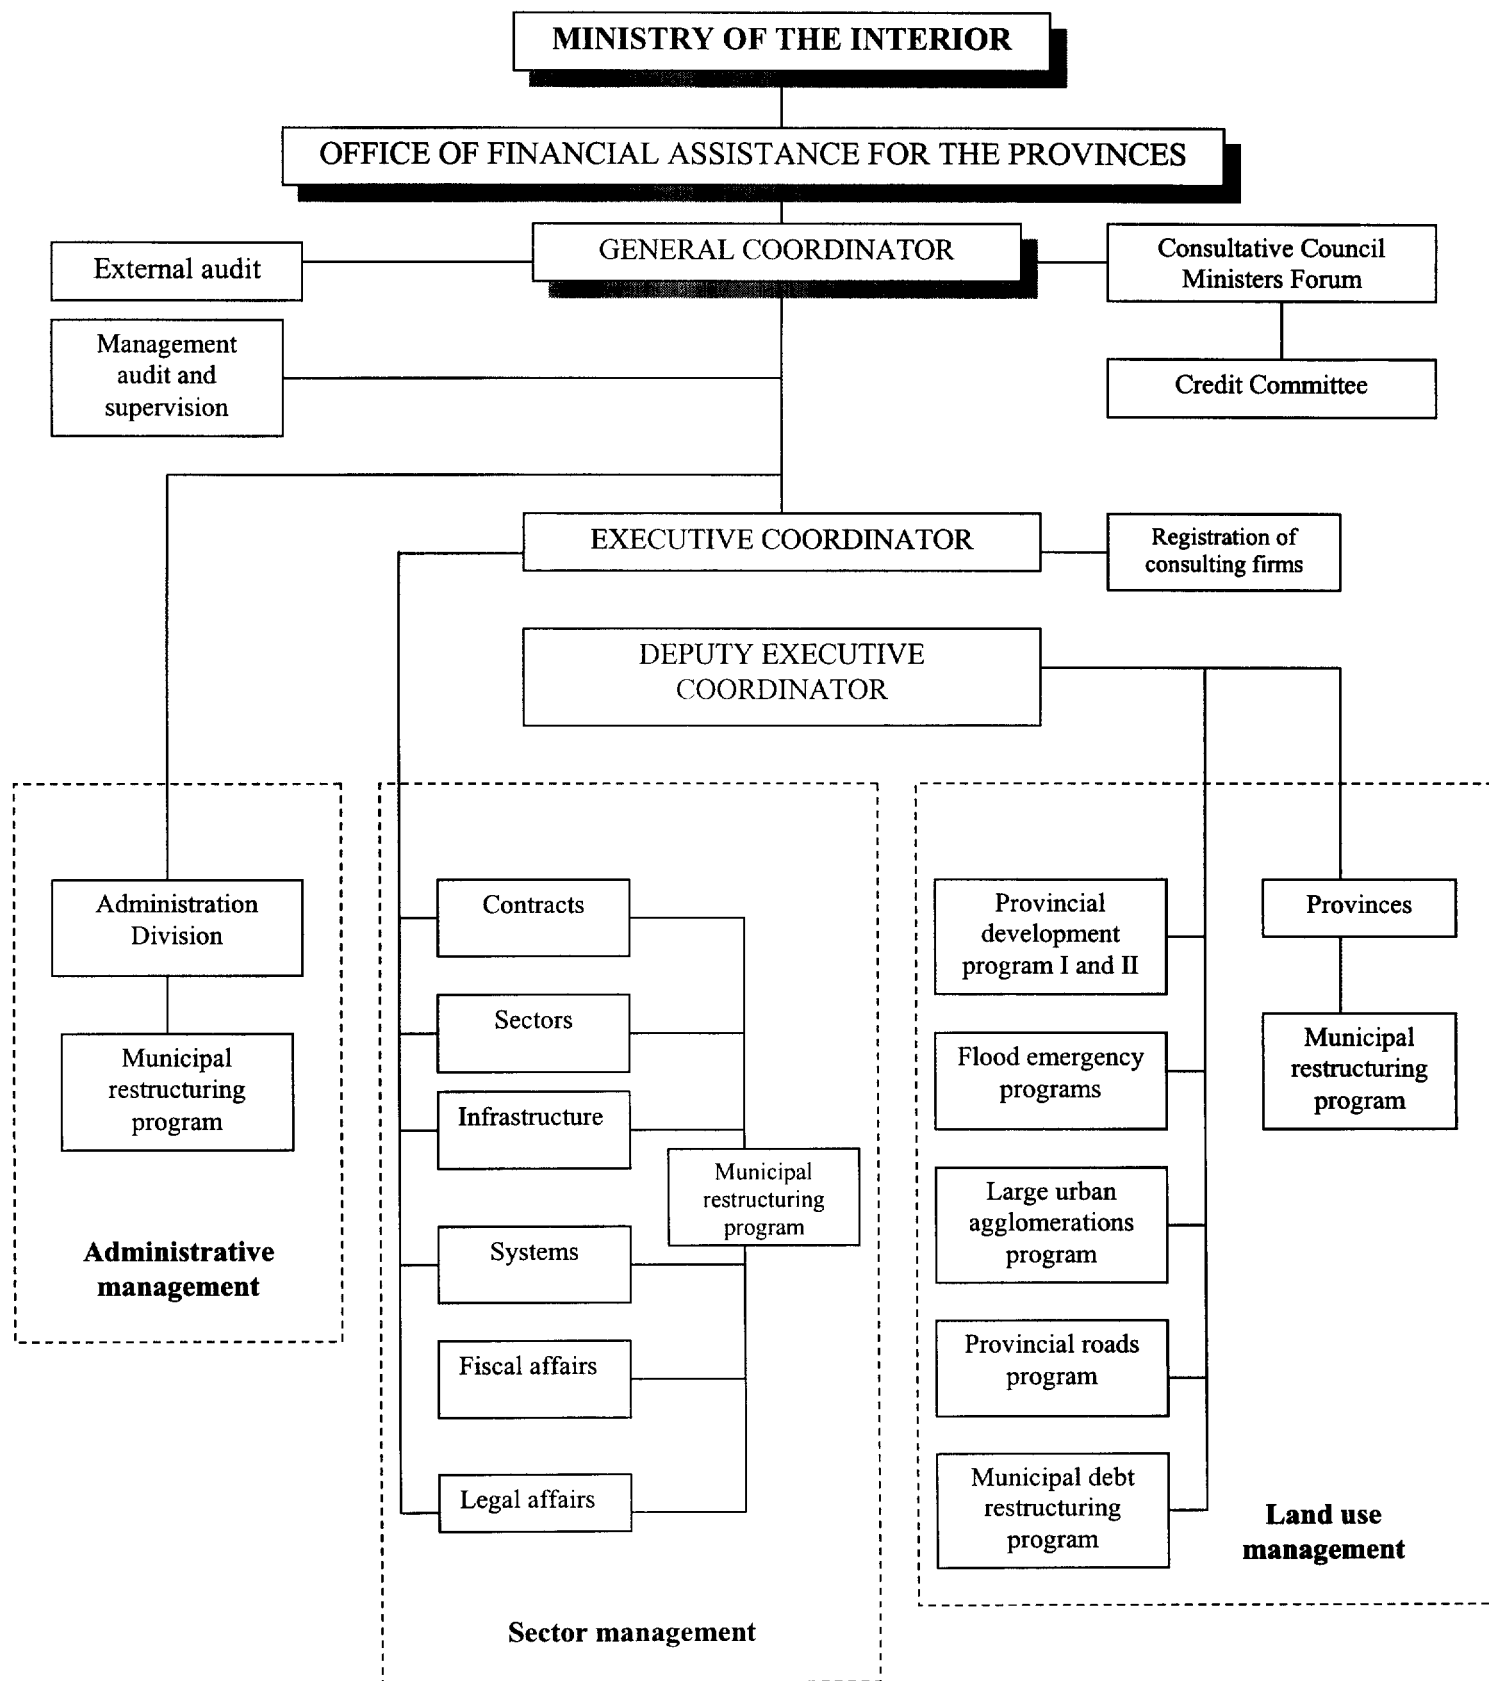 MINISTRY OF THE INTERIOR
OFFICE OF FINANCIAL ASSISTANCE FOR THE PROVINCES
GENERAL COORDINATOR
External audit
Consultative Council
Ministers Forum
Management
audit and
supervision
Credit Committee
EXECUTIVE COORDINATOR
Registration of
consulting firms
DEPUTY EXECUTIVE
COORDINATOR
Administration
Division
Municipal
restructuring
program
Administrative
management
Contracts
Sectors
Infrastructure
Municipal
restructuring
program
Systems
Fiscal affairs
Legal affairs
Sector management
Provincial
development
program I and II
Flood emergency
programs
Large urban
agglomerations
program
Provincial roads
program
Municipal debt
restructuring
program
Provinces
Municipal
restructuring
program
Land use
management